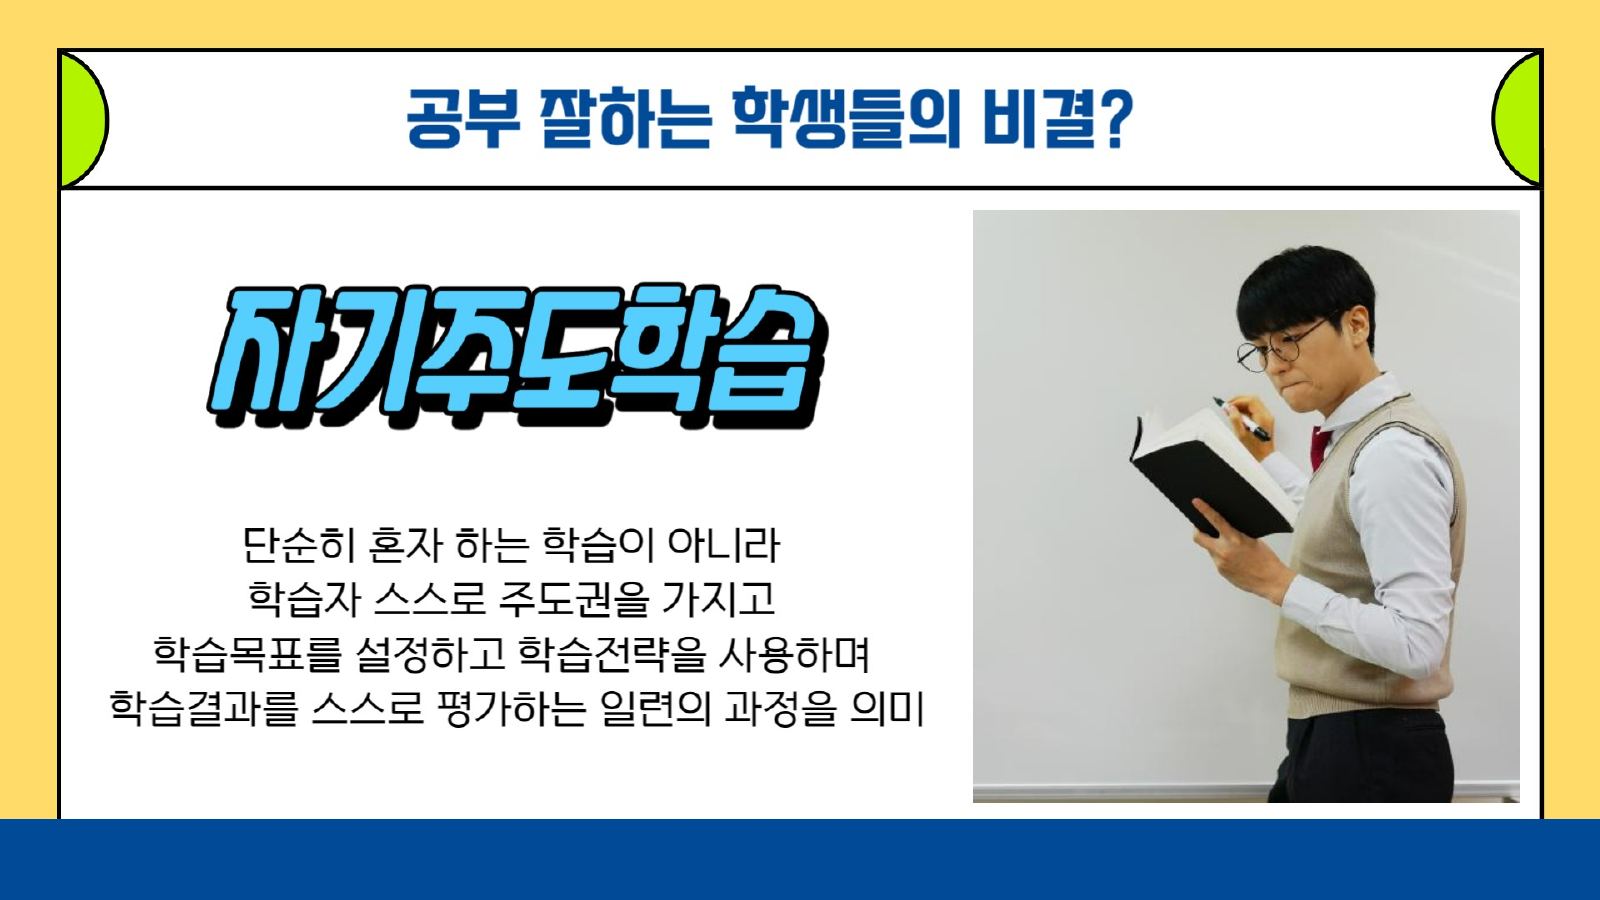 공부 잘하는 학생들의 비결?
자기주도학습
단순히 혼자 하는 학습이 아니라
학습자 스스로 주도권을 가지고
학습목표를 설정하고 학습전략을 사용하며
학습결과를 스스로 평가하는 일련의 과정을 의미